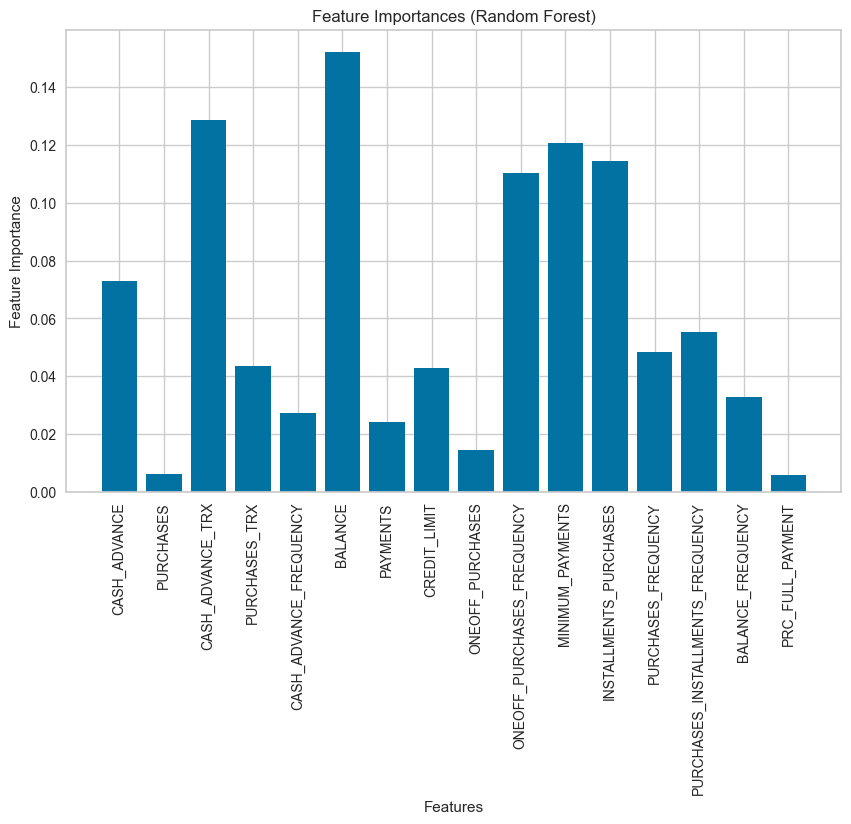 Feature Importances (Random Forest)
Feature Importance
0.14
0.12
0.10
0.08
0.06
0.04
0.02
0.00
CASH_ADVANCE
PURCHASES
CASH_ADVANCE_TRX
PURCHASES_TRX
CASH_ADVANCE_FREQUENCY
BALANCE
PAYMENTS
CREDIT_LIMIT
ONEOFF_PURCHASES
ONEOFF_PURCHASES_FREQUENCY
MINIMUM_PAYMENTS
INSTALLMENTS_PURCHASES
PURCHASES_FREQUENCY
PURCHASES_INSTALLMENTS_FREQUENCY
BALANCE_FREQUENCY
PRC_FULL_PAYMENT
Features